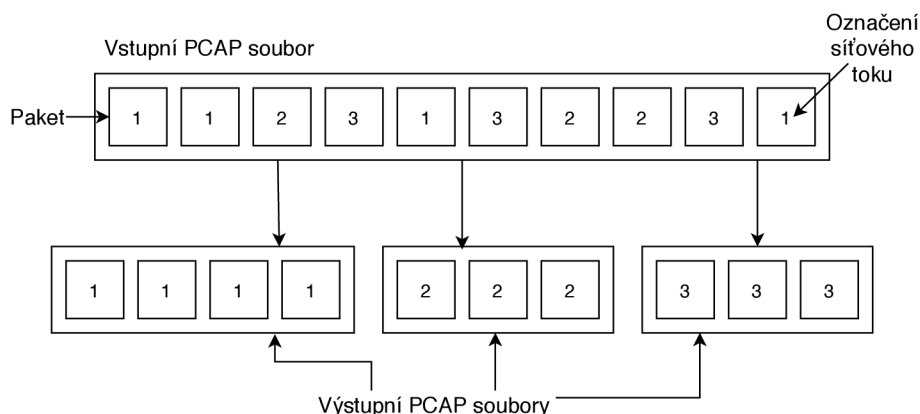 Označení
síťového
toku
Vstupní PCAP soubor
Paket
1 1 2 3 1 3 2 2 3 1
1 1 1 1 2 2 2 3 3 3
Výstupní PCAP soubory